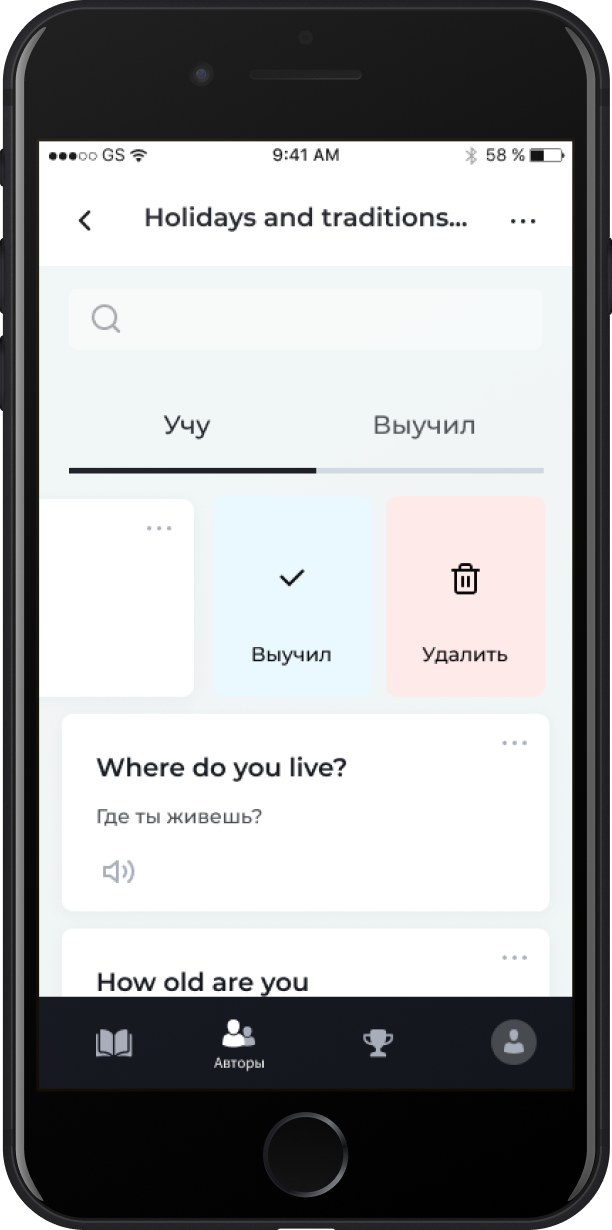 GS 9:41 AM 58 %
Holidays and traditions...
Учу Выучил
Выучил Удалить
Where do you live?
Где ты живешь?
How old are you
Авторы